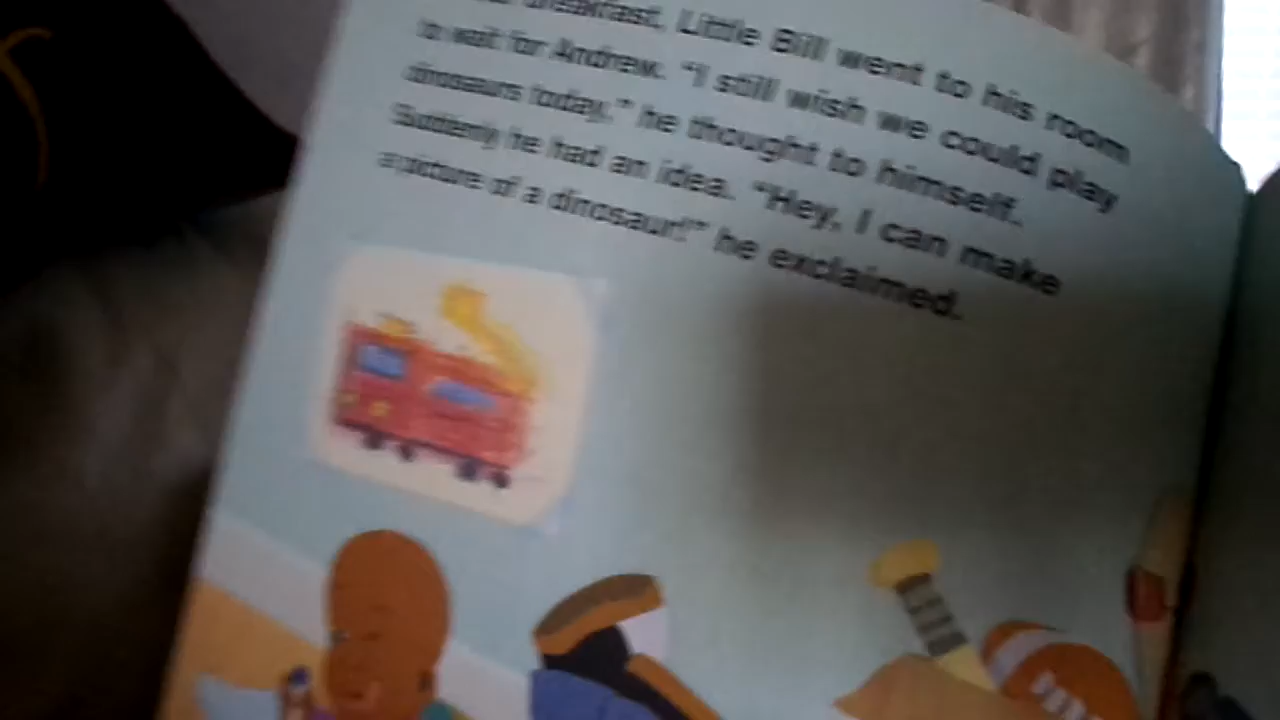 breakfast, Little Bill went to his room
to wait for Andrew. "I still wish we could play
dinosaurs today," he thought to himself.
Suddenly he had an idea. "Hey, I can make
a picture of a dinosaur!" he exclaimed.